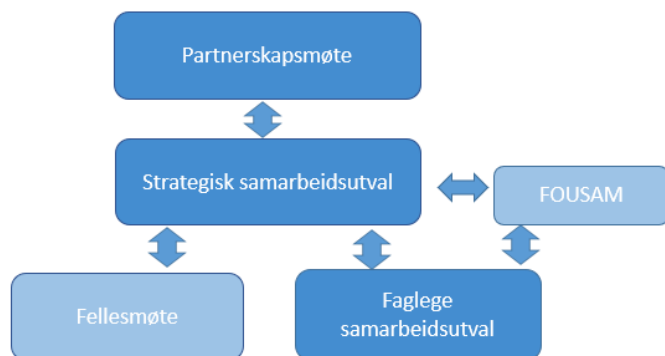 Partnerskapsmøte
Strategisk samarbeidsutval
FOUSAM
Fellesmøte
Faglege
samarbeidsutval